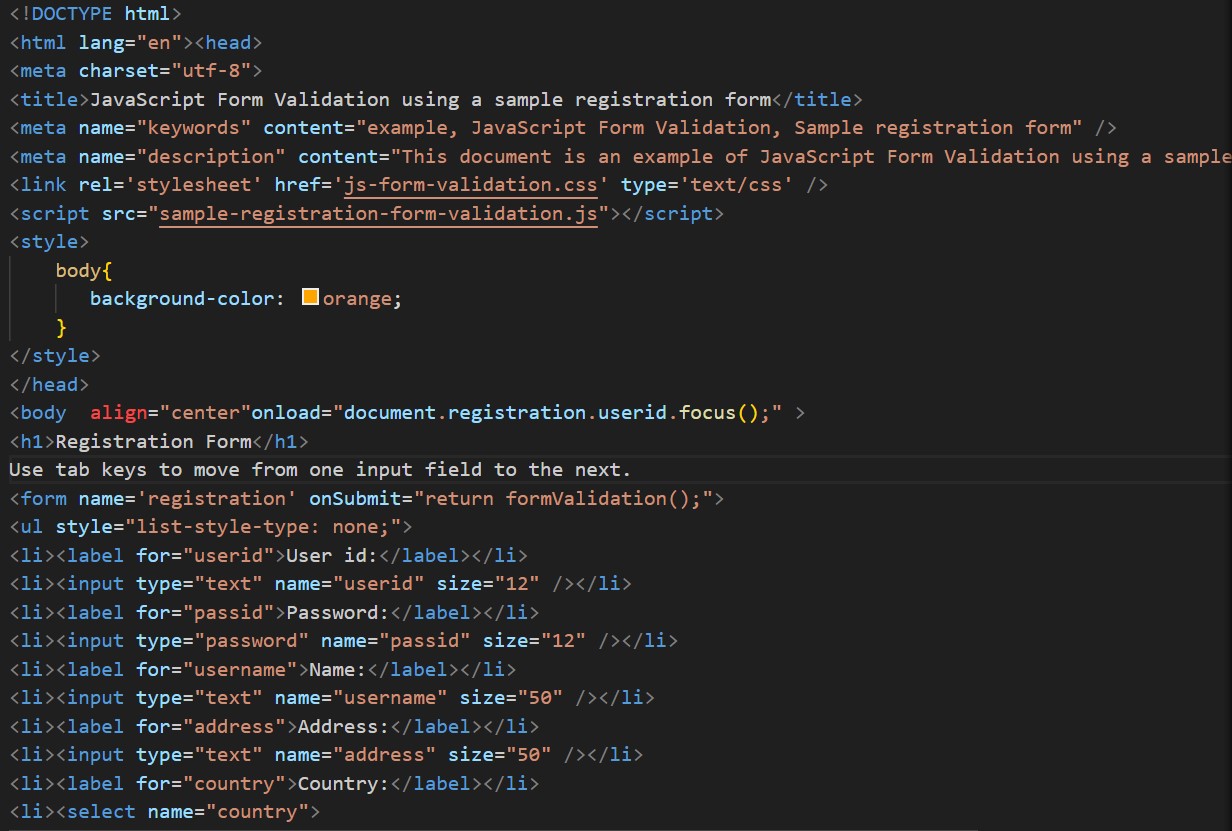 <!DOCTYPE html>
<html lang="en"><head>
<meta charset="utf-8">
<title>JavaScript Form Validation using a sample registration form</title>
<meta name="keywords" content="example, JavaScript Form Validation, Sample registration form" />
<meta name="description" content="This document is an example of JavaScript Form Validation using a sample
<link rel='stylesheet' href='js-form-validation.css' type='text/css' />
<script src="sample-registration-form-validation.js"></script>
<style>
    body{
       background-color: orange;
    }
</style>
</head>
<body  align="center"onload="document.registration.userid.focus();" >
<h1>Registration Form</h1>
Use tab keys to move from one input field to the next.
<form name='registration' onSubmit="return formValidation();">
<ul style="list-style-type: none;">
<li><label for="userid">User id:</label></li>
<li><input type="text" name="userid" size="12" /></li>
<li><label for="passid">Password:</label></li>
<li><input type="password" name="passid" size="12" /></li>
<li><label for="username">Name:</label></li>
<li><input type="text" name="username" size="50" /></li>
<li><label for="address">Address:</label></li>
<li><input type="text" name="address" size="50" /></li>
<li><label for="country">Country:</label></li>
<li><select name="country">